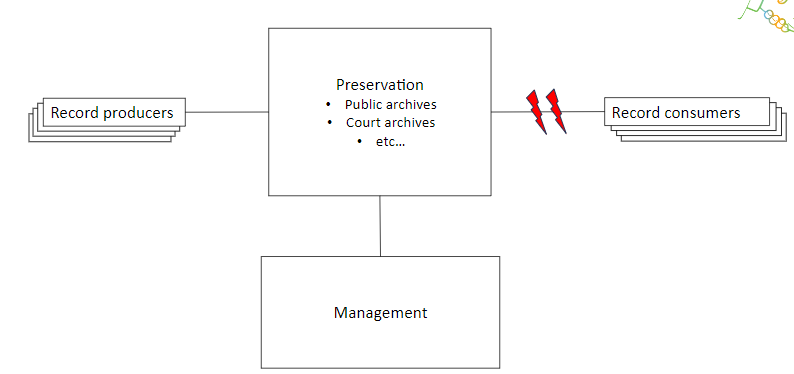 Preservation
• Public archives
• Court archives
• etc...
Record producers
Record consumers
Management